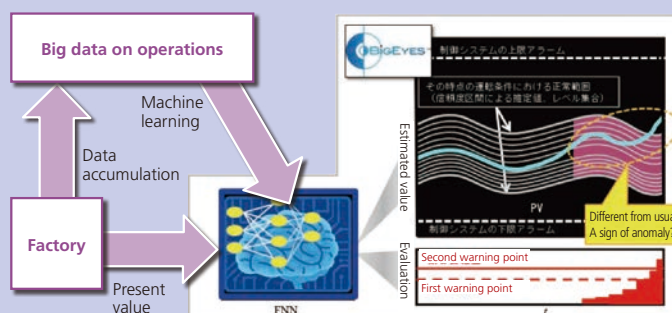 Big data on operations
Machine
learning
Data
accumulation
Factory
Present
value
FNN
BIGEYES™
Estimated value
制御システムの上限アラーム
その時点の運転条件における正常範囲
(信頼度区間による推定値、レベル集合)
PV
制御システムの下限アラーム
Different from usual
A sign of anomaly?
Evaluation
Second warning point
First warning point